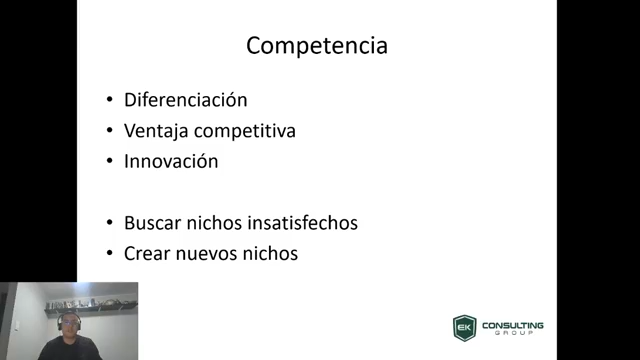 Competencia
• Diferenciación
• Ventaja competitiva
• Innovación
• Buscar nichos insatisfechos
• Crear nuevos nichos
EK CONSULTING
GROUP